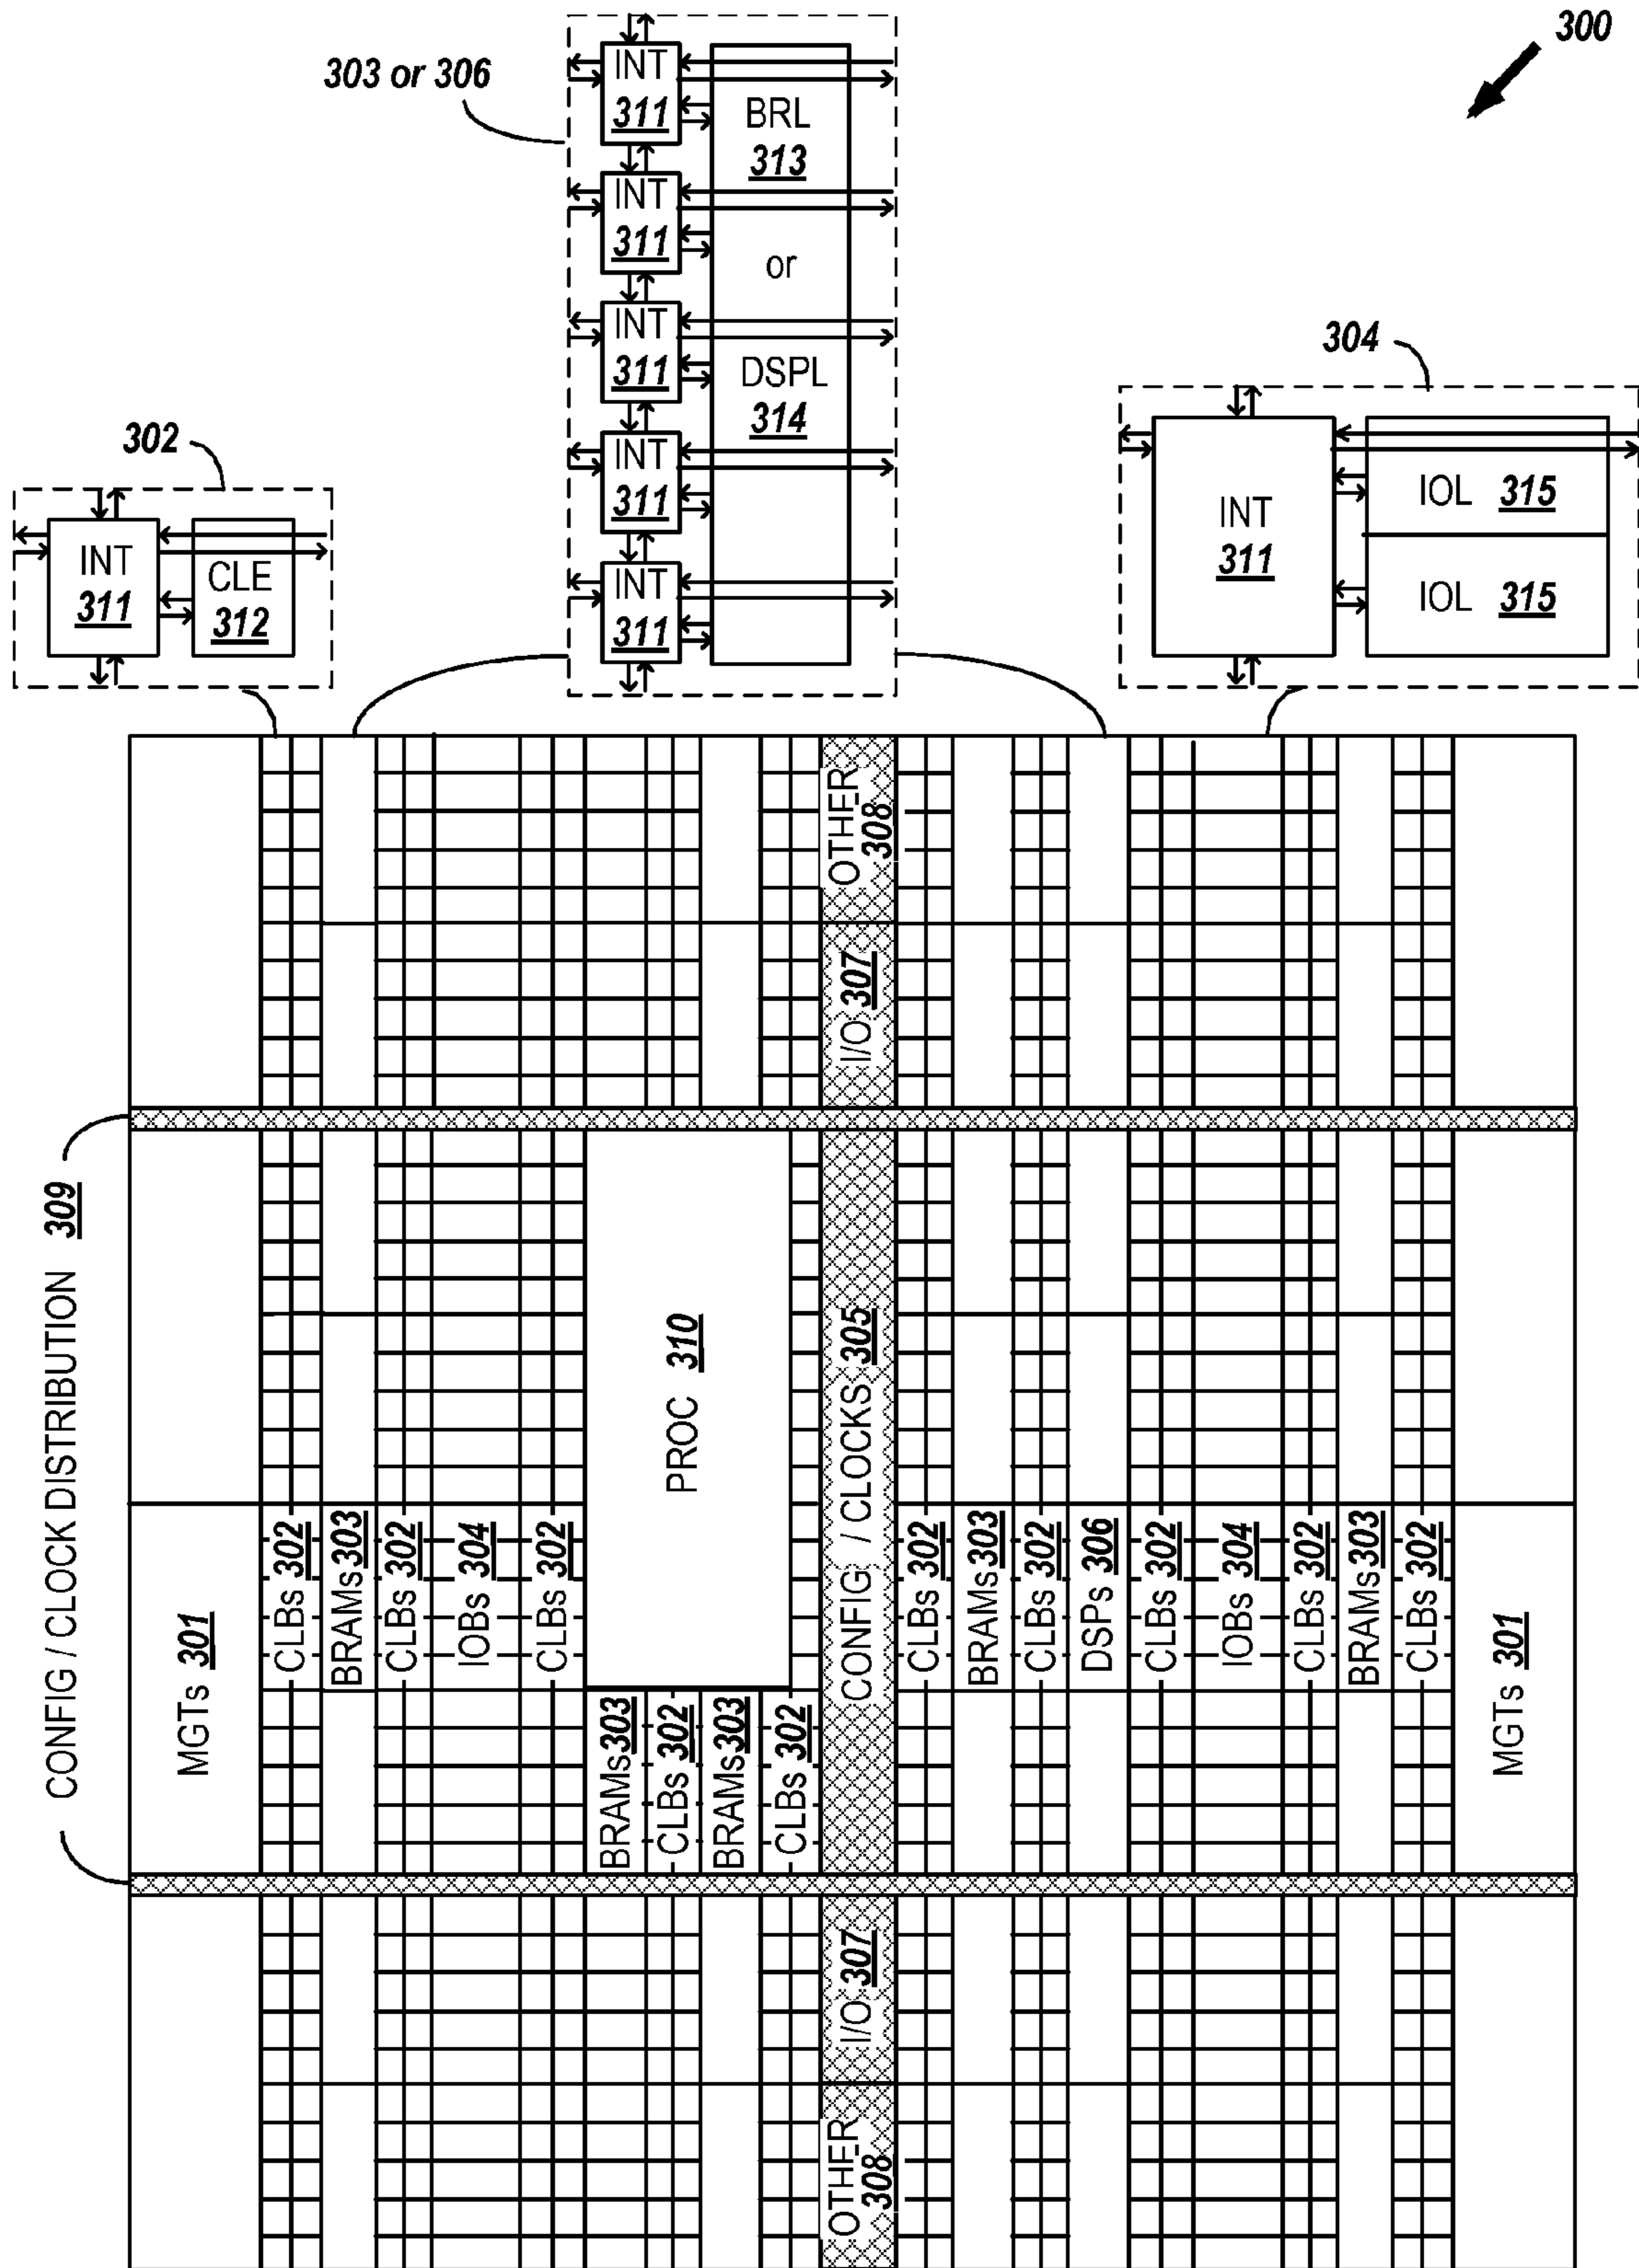 300
303 or 306
INT
311
INT
311
INT
311
INT
311
INT
311
BRL
313
or
DSPL
314
304
INT
311
IOL 315
IOL 315
302
INT
311
CLE
312
CONFIG / CLOCK DISTRIBUTION 309
OTHER
308
I/O 307
PROC 310
CONFIG / CLOCKS 305
MGTs 301
CLBs 302
BRAMs 303
CLBs 302
IOBs 304
CLBs 302
BRAMs 303
CLBs 302
BRAMs 303
CLBs 302
CLBs 302
BRAMs 303
CLBs 302
DSPs 306
CLBs 302
IOBs 304
CLBs 302
BRAMs 303
CLBs 302
MGTs 301
I/O 307
OTHER
308